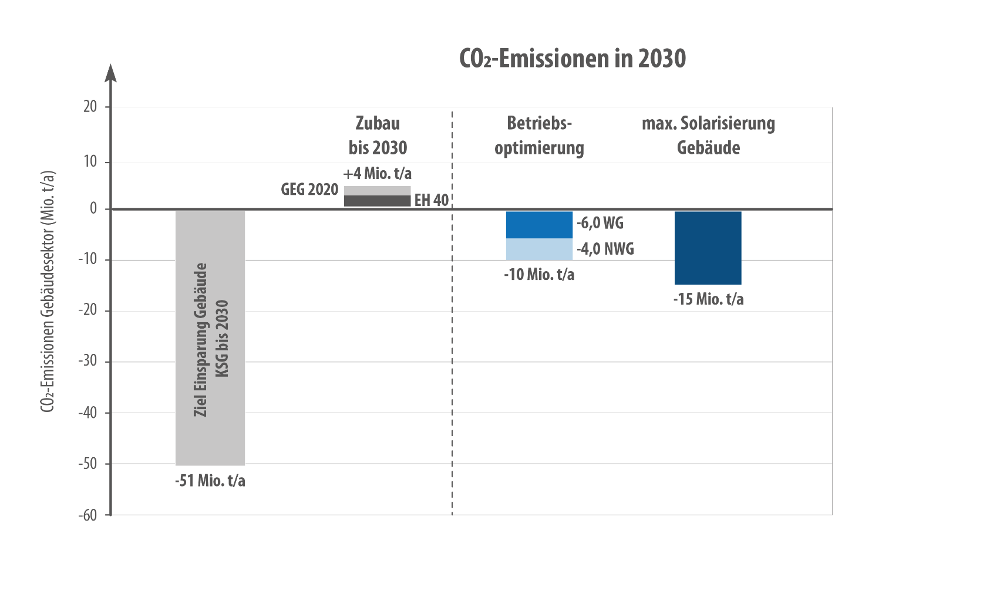 CO₂-Emissionen in 2030
CO₂-Emissionen Gebäudesektor (Mio. t/a)
20
10
0
-10
-20
-30
-40
-50
-60
Ziel Einsparung Gebäude
KSG bis 2030
-51 Mio. t/a
Zubau
bis 2030
+4 Mio. t/a
GEG 2020
EH 40
Betriebs-
optimierung
-6,0 WG
-4,0 NWG
-10 Mio. t/a
max. Solarisierung
Gebäude
-15 Mio. t/a